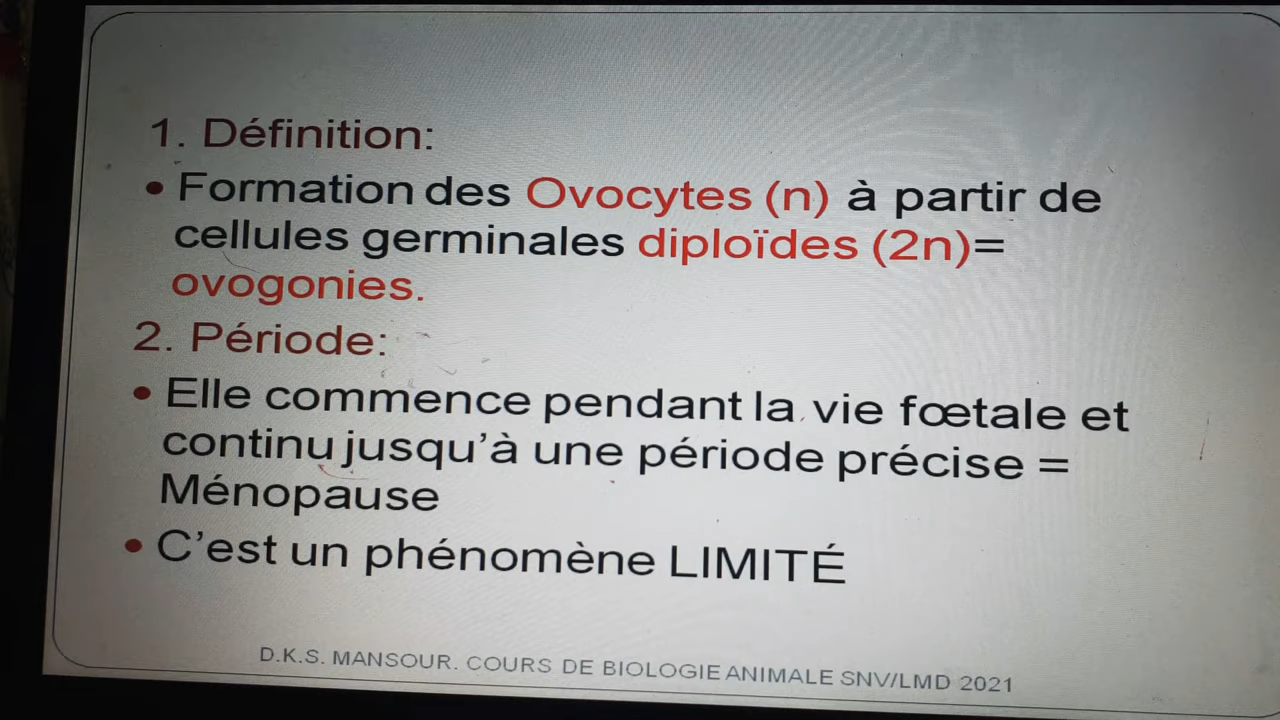 1. Définition:
• Formation des Ovocytes (n) à partir de
cellules germinales diploïdes (2n)=
ovogonies.
2. Période:
• Elle commence pendant la vie fœtale et
continu jusqu’à une période précise =
Ménopause
• C’est un phénomène LIMITÉ
D.K.S. MANSOUR. COURS DE BIOLOGIE ANIMALE SNV/LMD 2021